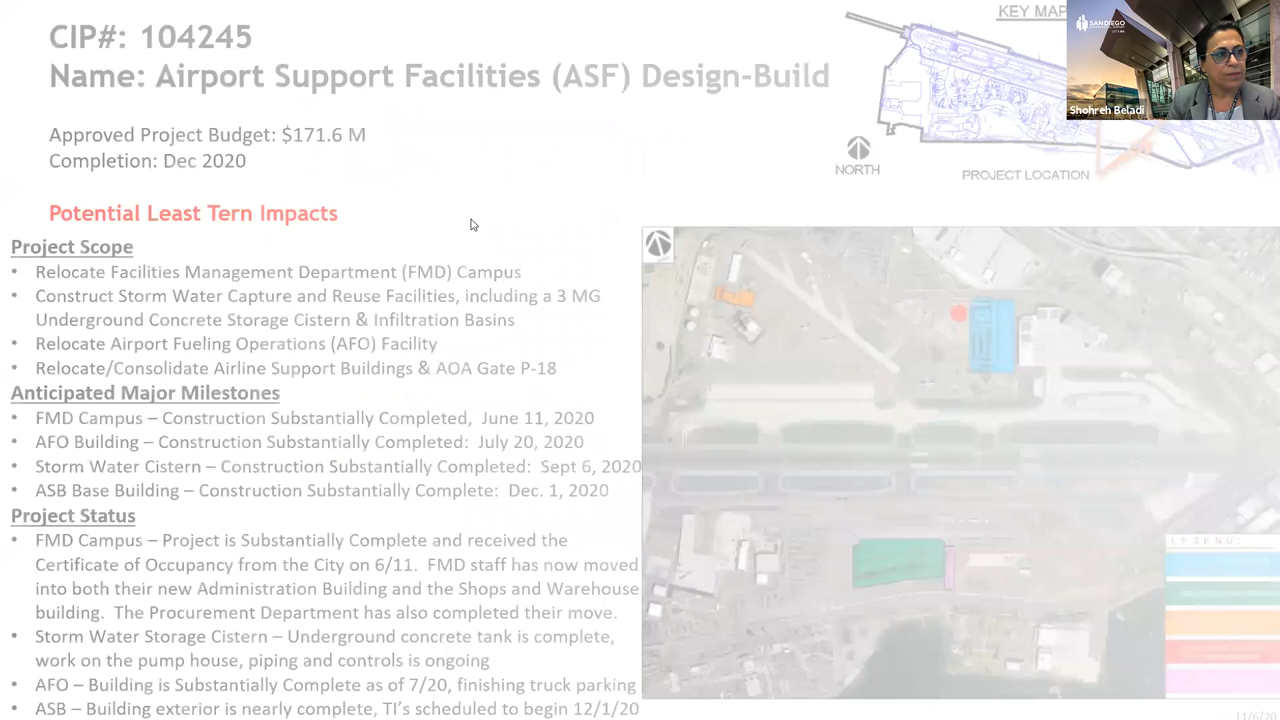 CIP#: 104245
Name: Airport Support Facilities (ASF) Design-Build
Approved Project Budget: $171.6 M
Completion: Dec 2020
Potential Least Tern Impacts
Project Scope
• Relocate Facilities Management Department (FMD) Campus
• Construct Storm Water Capture and Reuse Facilities, including a 3 MG
Underground Concrete Storage Cistern & Infiltration Basins
• Relocate Airport Fueling Operations (AFO) Facility
• Relocate/Consolidate Airline Support Buildings & AOA Gate P-18
Anticipated Major Milestones
• FMD Campus – Construction Substantially Completed, June 11, 2020
• AFO Building – Construction Substantially Completed: July 20, 2020
• Storm Water Cistern – Construction Substantially Completed: Sept 6, 2020
• ASB Base Building – Construction Substantially Complete: Dec. 1, 2020
Project Status
• FMD Campus – Project is Substantially Complete and received the
Certificate of Occupancy from the City on 6/11. FMD staff has now moved
into both their new Administration Building and the Shops and Warehouse
building. The Procurement Department has also completed their move.
• Storm Water Storage Cistern – Underground concrete tank is complete,
work on the pump house, piping and controls is ongoing
• AFO – Building is Substantially Complete as of 7/20, finishing truck parking
• ASB – Building exterior is nearly complete, TI's scheduled to begin 12/1/20
KEY MAP
NORTH
PROJECT LOCATION
SAN DIEGO
Shohreh Beladi
LEGEND:
11/6/20